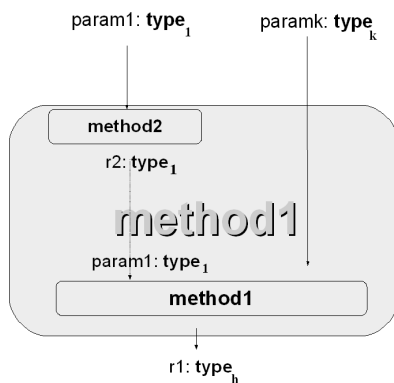 param1: type1 paramk: typek
method2
r2: type1
method1
param1: type1
method1
r1: typeh